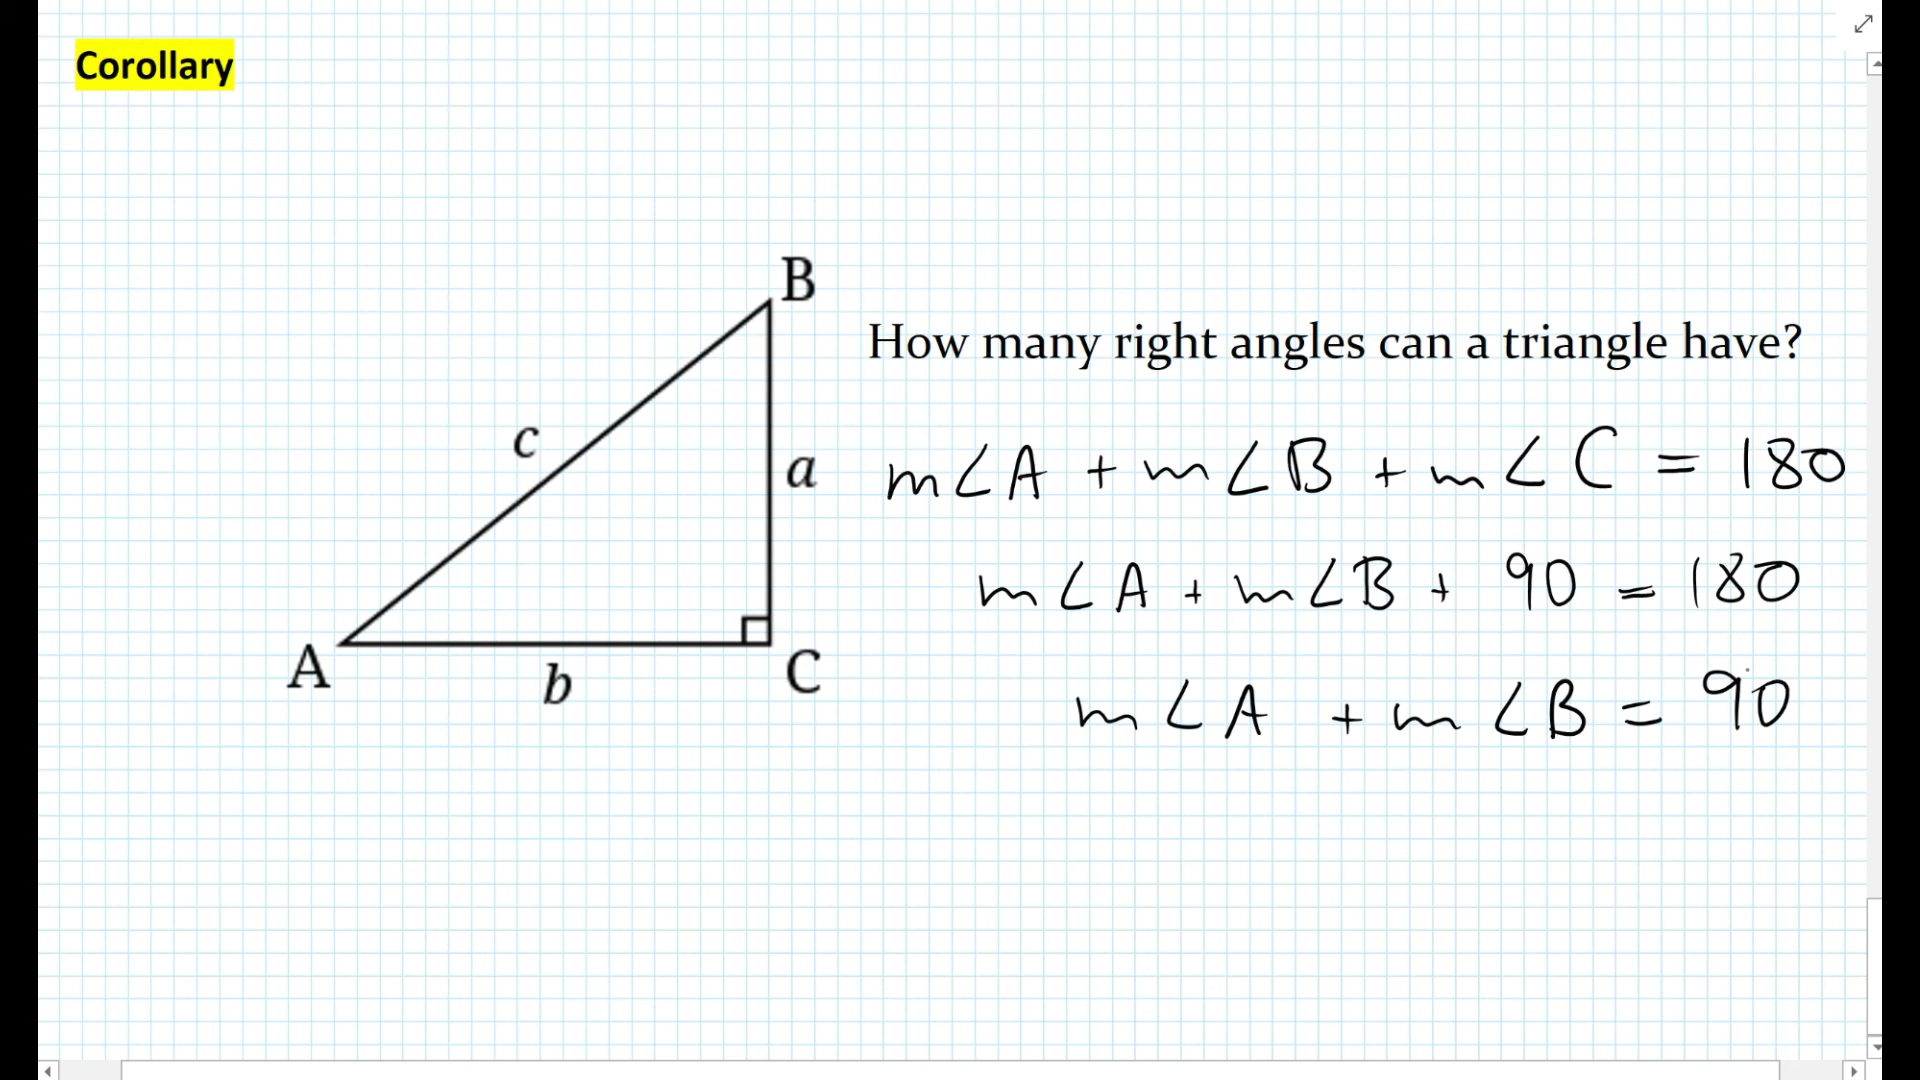 Corollary
B
How many right angles can a triangle have?
c
a
m∠A + m∠B + m∠C = 180
m∠A + m∠B + 90 = 180
A
b
C
m∠A + m∠B = 90